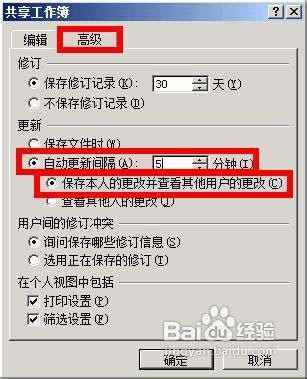 共享工作簿
编辑 高级
修订
保存修订记录(K): 30 天(Y)
不保存修订记录(D)
更新
保存文件时(W)
自动更新间隔(A): 5 分钟(I)
保存本人的更改并查看其他用户的更改(C)
查看其他人的更改(T)
用户间的修订冲突
询问保存哪些修订信息(S)
选用正在保存的修订(M)
在个人视图中包括
打印设置(P)
筛选设置(F)
Baidu经验
jingyan.baidu.com
确定 取消